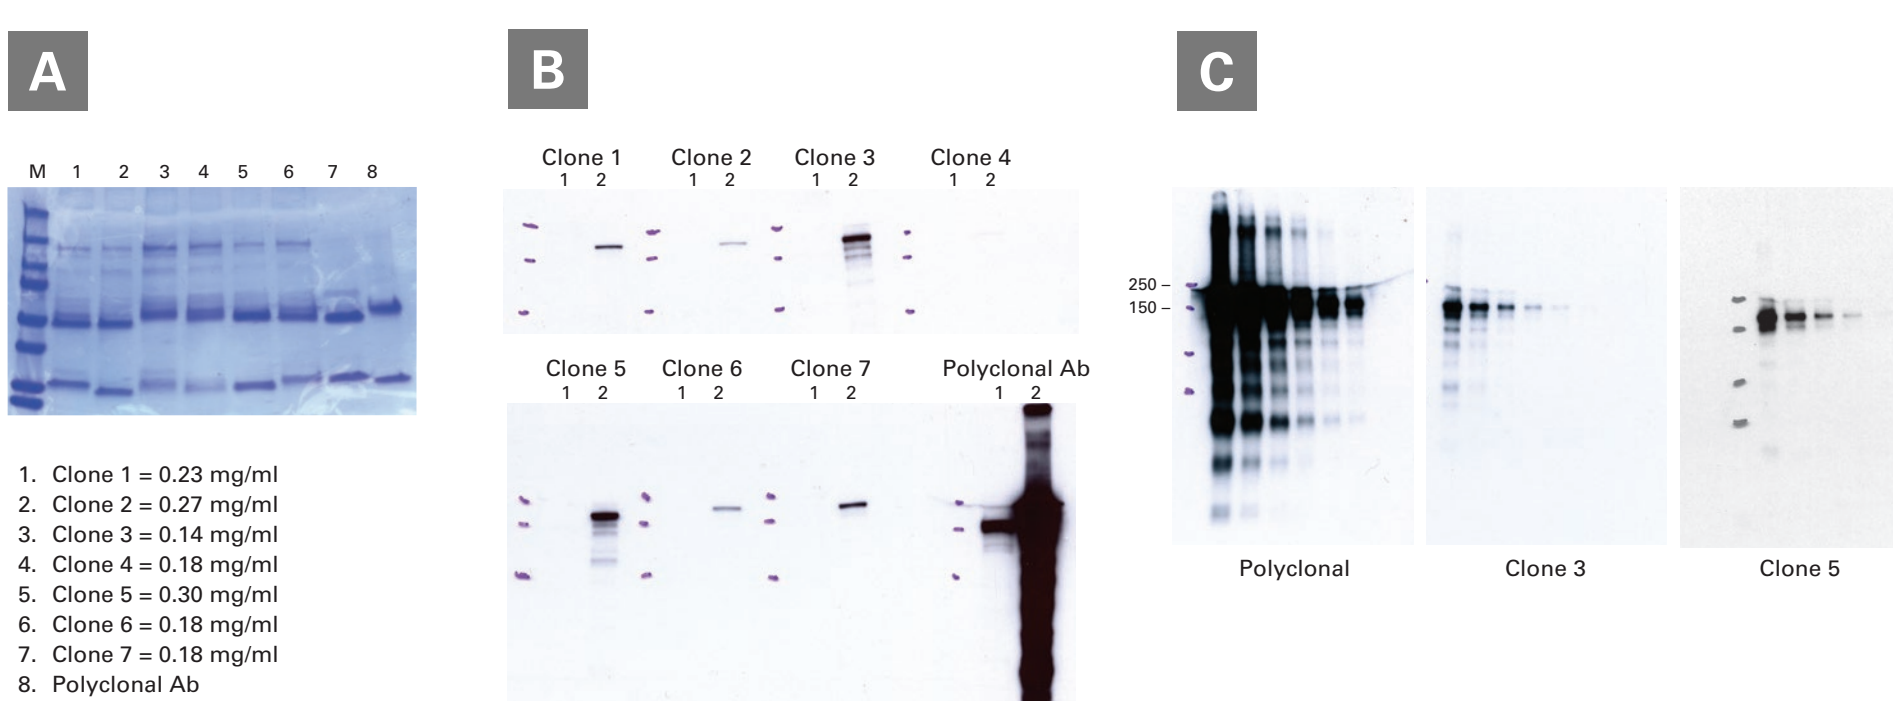 A
M 1 2 3 4 5 6 7 8
1. Clone 1 = 0.23 mg/ml
2. Clone 2 = 0.27 mg/ml
3. Clone 3 = 0.14 mg/ml
4. Clone 4 = 0.18 mg/ml
5. Clone 5 = 0.30 mg/ml
6. Clone 6 = 0.18 mg/ml
7. Clone 7 = 0.18 mg/ml
8. Polyclonal Ab
B
Clone 1 Clone 2 Clone 3 Clone 4
1 2 1 2 1 2 1 2
Clone 5 Clone 6 Clone 7 Polyclonal Ab
1 2 1 2 1 2 1 2
C
250 –
150 –
Polyclonal Clone 3 Clone 5